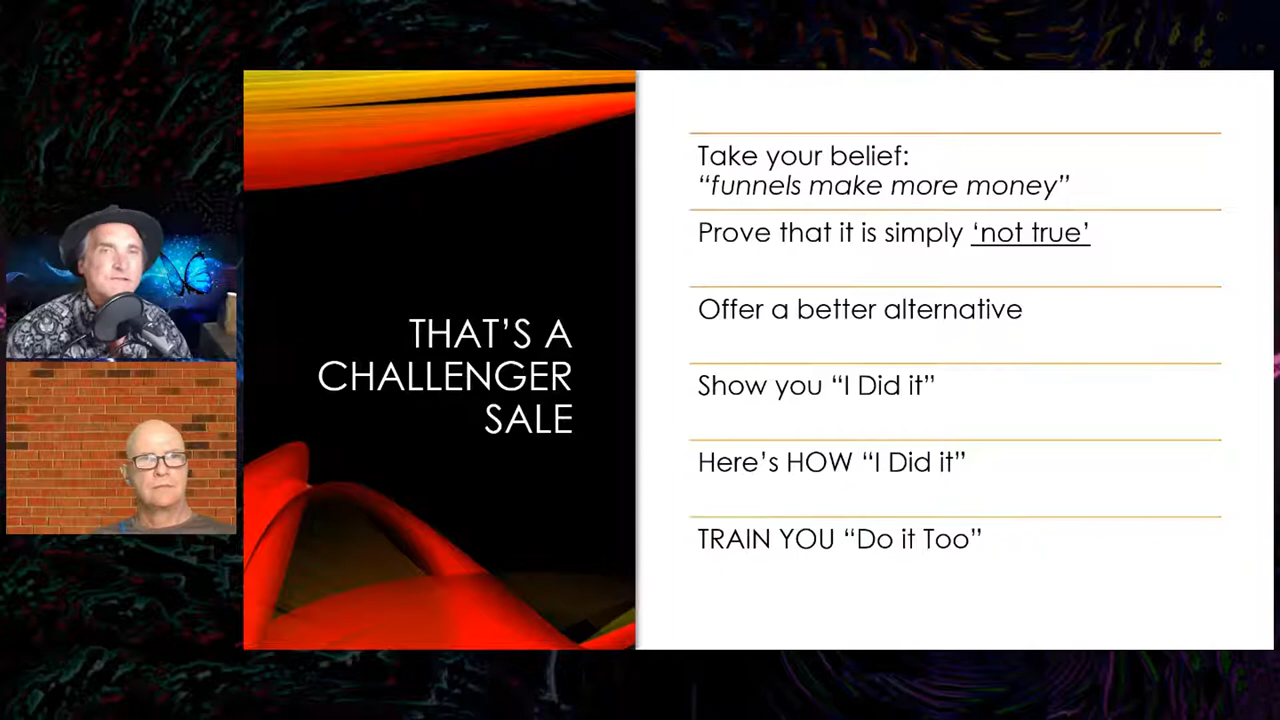 THAT'S A
CHALLENGER
SALE
Take your belief:
“funnels make more money”
Prove that it is simply ‘not true’
Offer a better alternative
Show you “I Did it”
Here's HOW “I Did it”
TRAIN YOU “Do it Too”